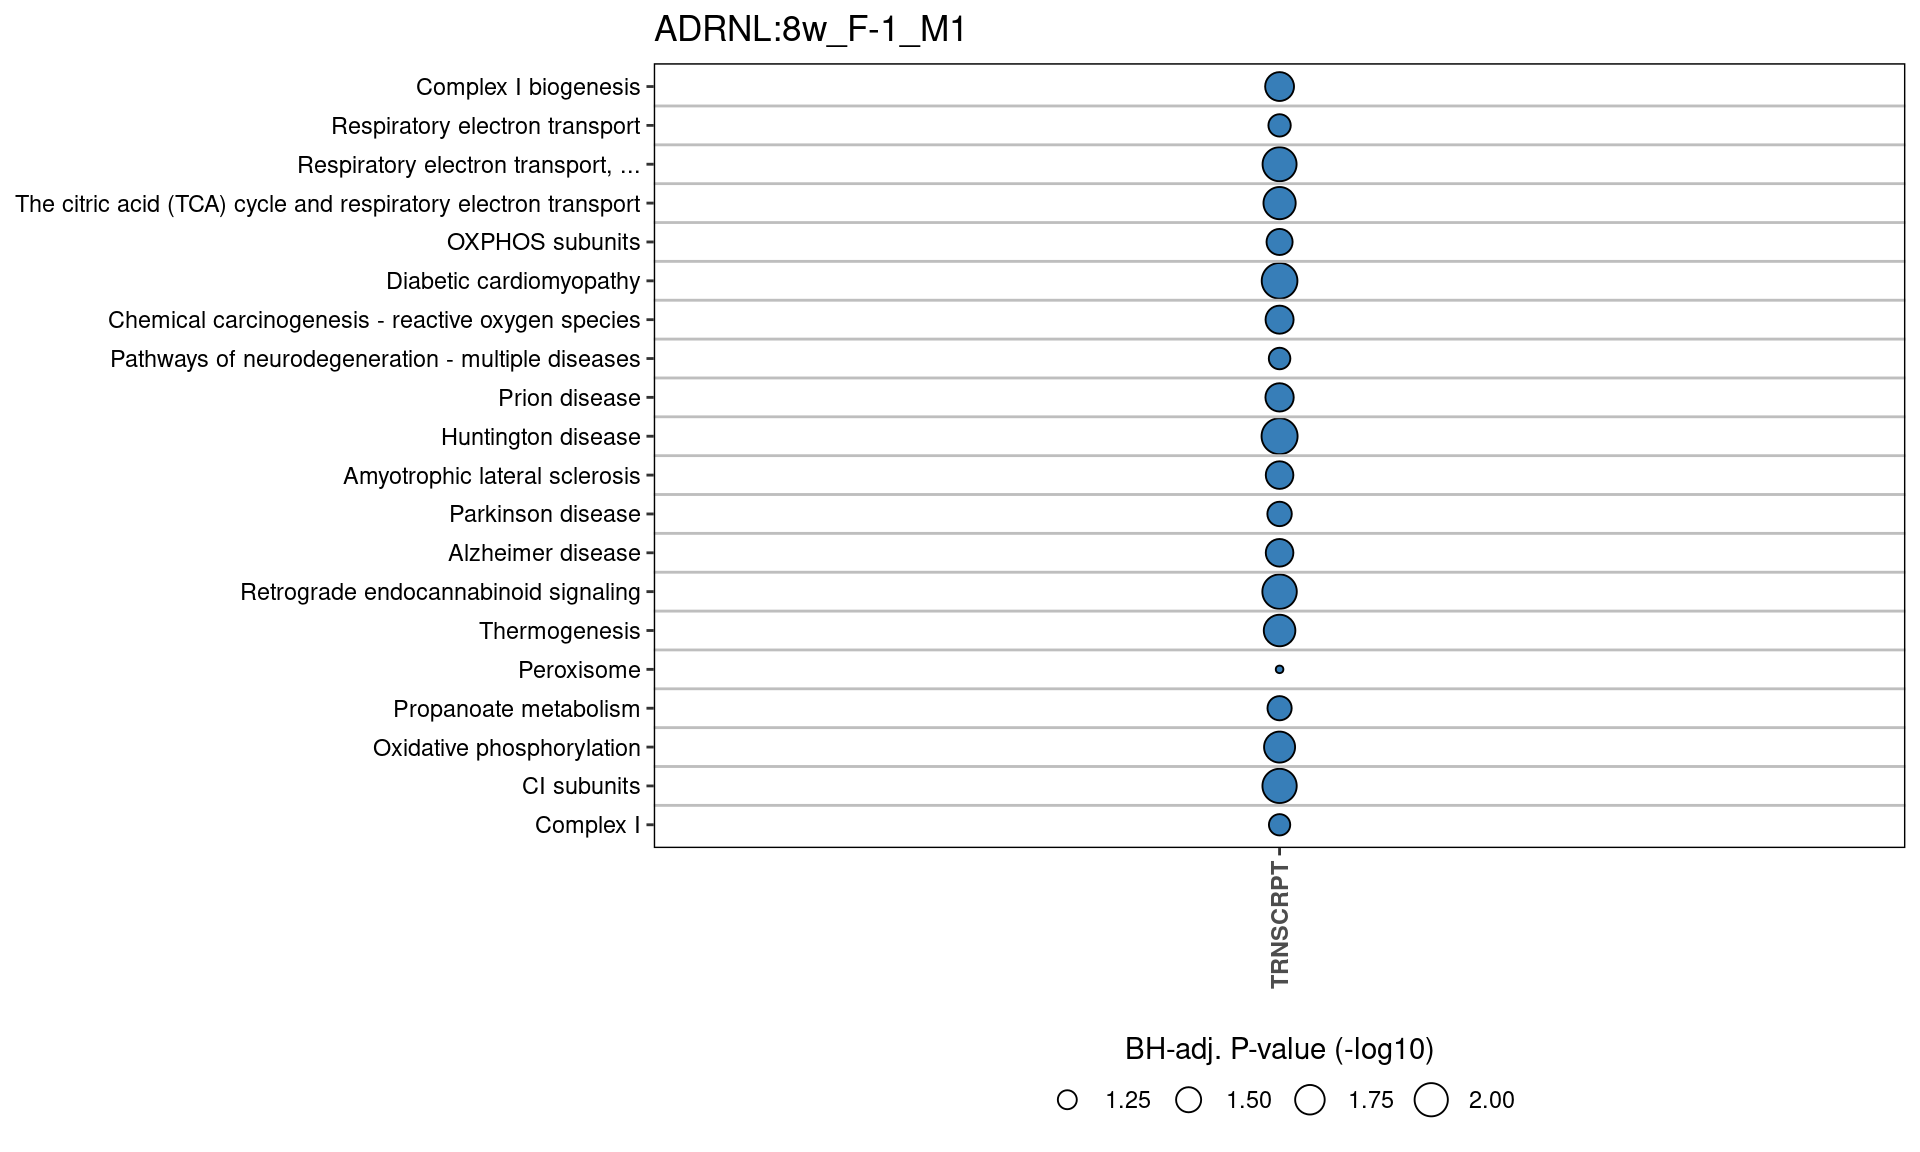 ADRNL:8w_F-1_M1
Complex I biogenesis
Respiratory electron transport
Respiratory electron transport, ...
The citric acid (TCA) cycle and respiratory electron transport
OXPHOS subunits
Diabetic cardiomyopathy
Chemical carcinogenesis - reactive oxygen species
Pathways of neurodegeneration - multiple diseases
Prion disease
Huntington disease
Amyotrophic lateral sclerosis
Parkinson disease
Alzheimer disease
Retrograde endocannabinoid signaling
Thermogenesis
Peroxisome
Propanoate metabolism
Oxidative phosphorylation
CI subunits
Complex I
TRNSCRPT
BH-adj. P-value (-log10)
1.25 1.50 1.75 2.00